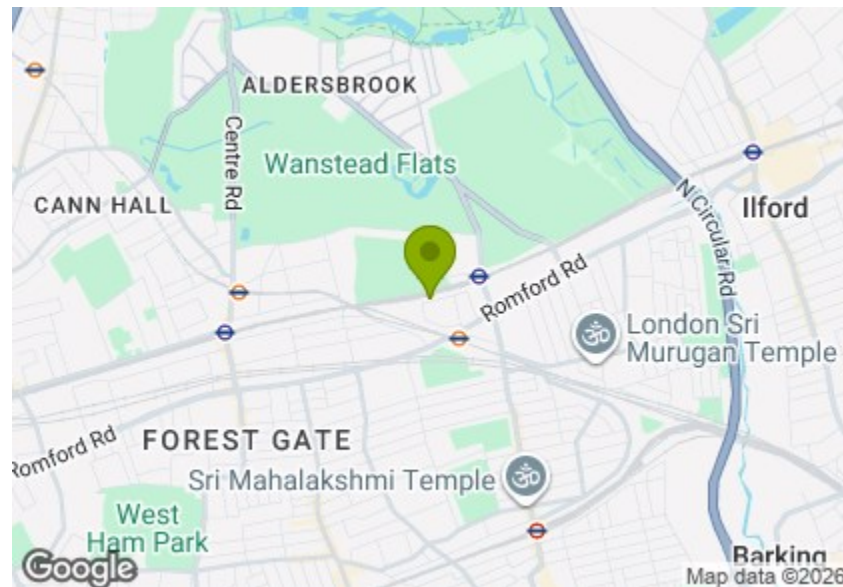 ALDERSBROOK
Centre Rd
Wanstead Flats
CANN HALL
N Circular Rd
Ilford
Romford Rd
London Sri
Murugan Temple
FOREST GATE
Romford Rd
Sri Mahalakshmi Temple
West
Ham Park
Barking
Google
Map data ©2026